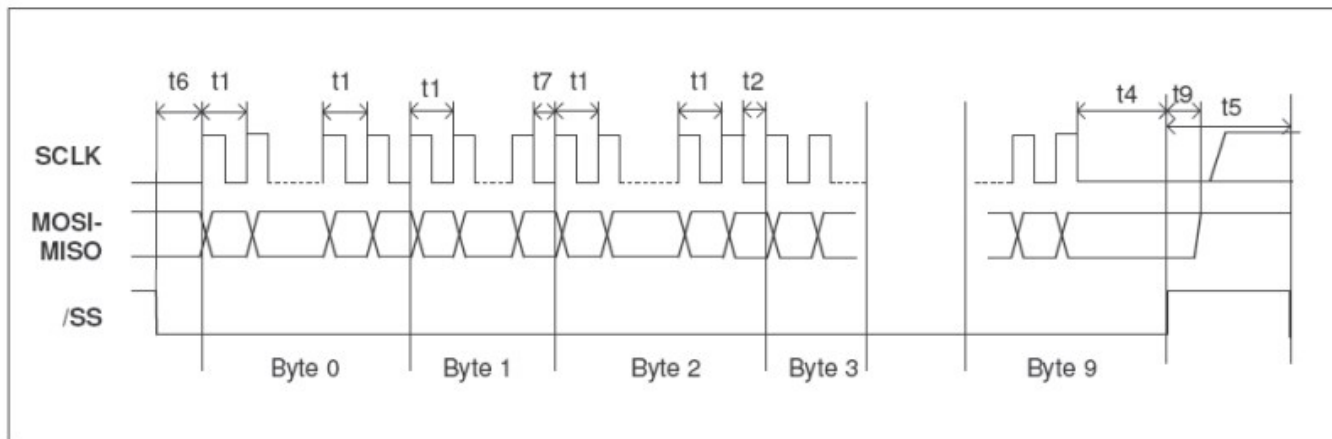 t6 t1 t1 t1 t7 t1 t1 t2 t4 t9 t5
SCLK
MOSI-
MISO
/SS
Byte 0 Byte 1 Byte 2 Byte 3 Byte 9